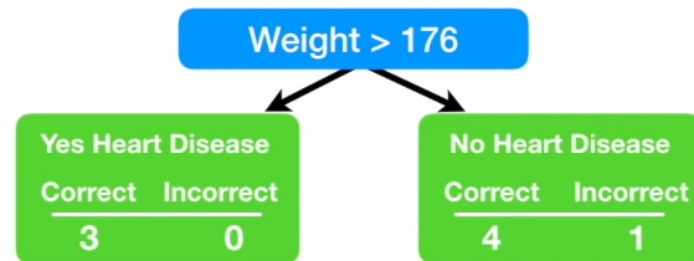 Weight > 176
Yes Heart Disease
Correct Incorrect
3 0
No Heart Disease
Correct Incorrect
4 1